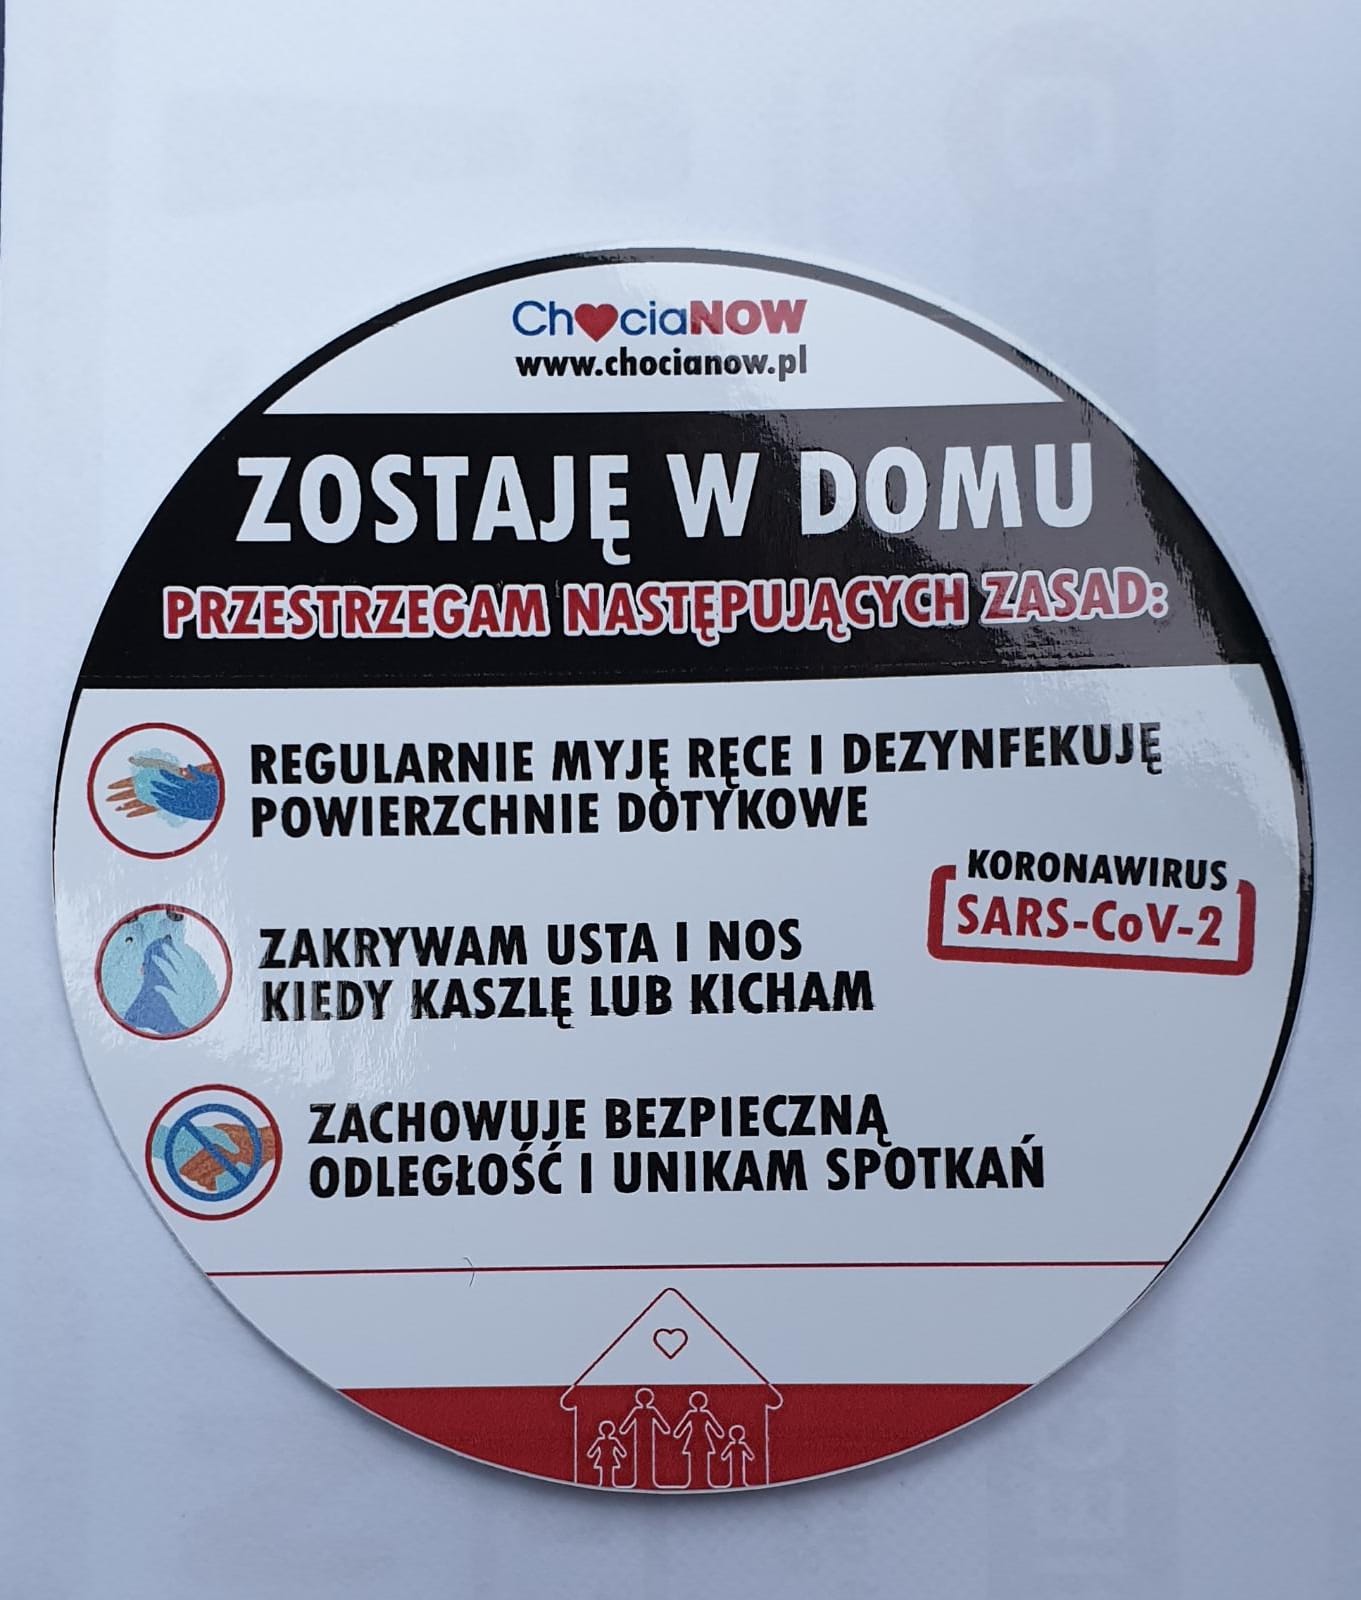 ChociaNOW
www.chocianow.pl
ZOSTAJĘ W DOMU
PRZESTRZEGAM NASTĘPUJĄCYCH ZASAD:
REGULARNIE MYJĘ RĘCE I DEZYNFEKUJĘ
POWIERZCHNIE DOTYKOWE
KORONAWIRUS
SARS-CoV-2
ZAKRYWAM USTA I NOS
KIEDY KASZLĘ LUB KICHAM
ZACHOWUJE BEZPIECZNĄ
ODLEGŁOŚĆ I UNIKAM SPOTKAŃ